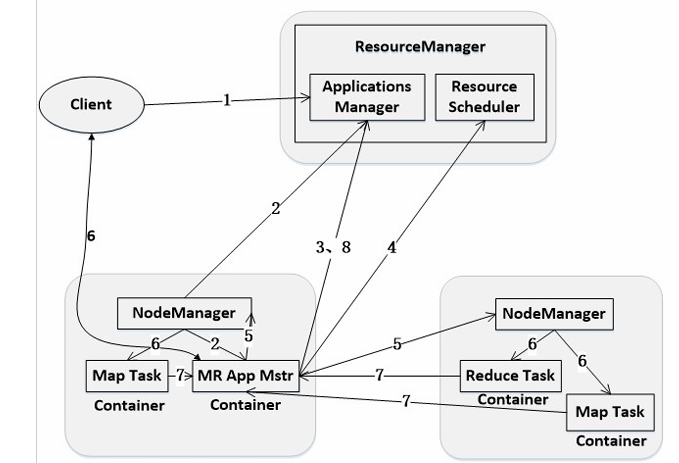 ResourceManager
Applications
Manager
Resource
Scheduler
Client
1
2
6
3、8
4
NodeManager
NodeManager
5
6
2
5
6
6
Map Task
7
MR App Mstr
7
Reduce Task
Container
Container
Container
7
Map Task
Container